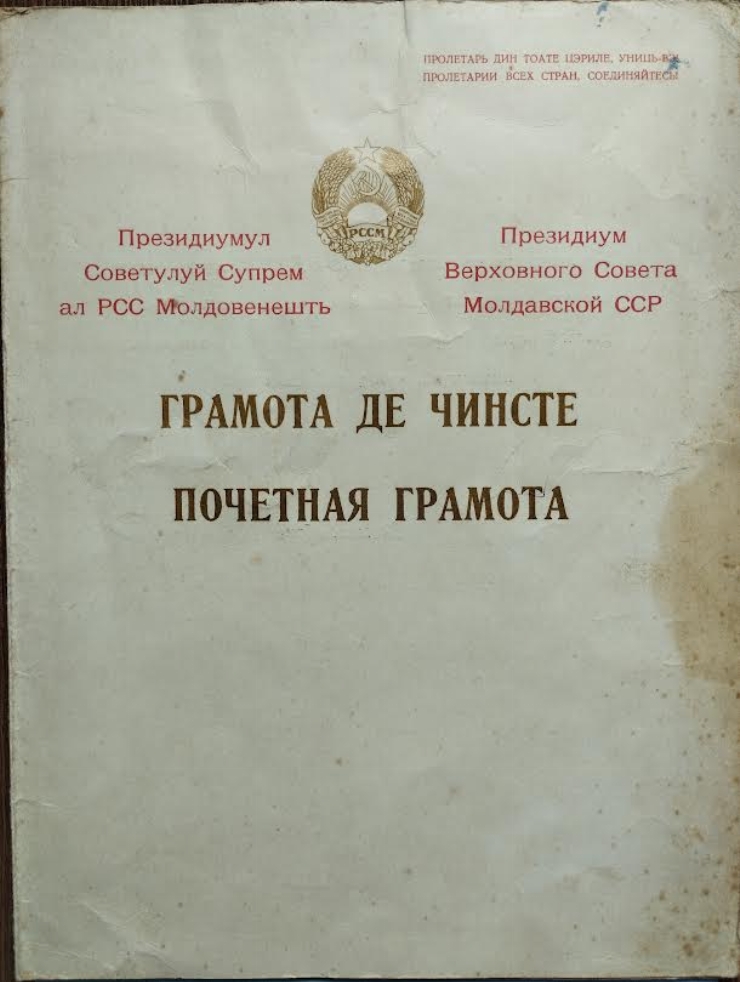 ПРОЛЕТАРЬ ДИН ТОАТЕ ЦЭРИЛЕ, УНИЦЬ-ВЭ!
ПРОЛЕТАРИИ ВСЕХ СТРАН, СОЕДИНЯЙТЕСЬ!
РССМ
Президиумул
Советулуй Супрем
ал РСС Молдовенешть
Президиум
Верховного Совета
Молдавской ССР
ГРАМОТА ДЕ ЧИНСТЕ
ПОЧЕТНАЯ ГРАМОТА